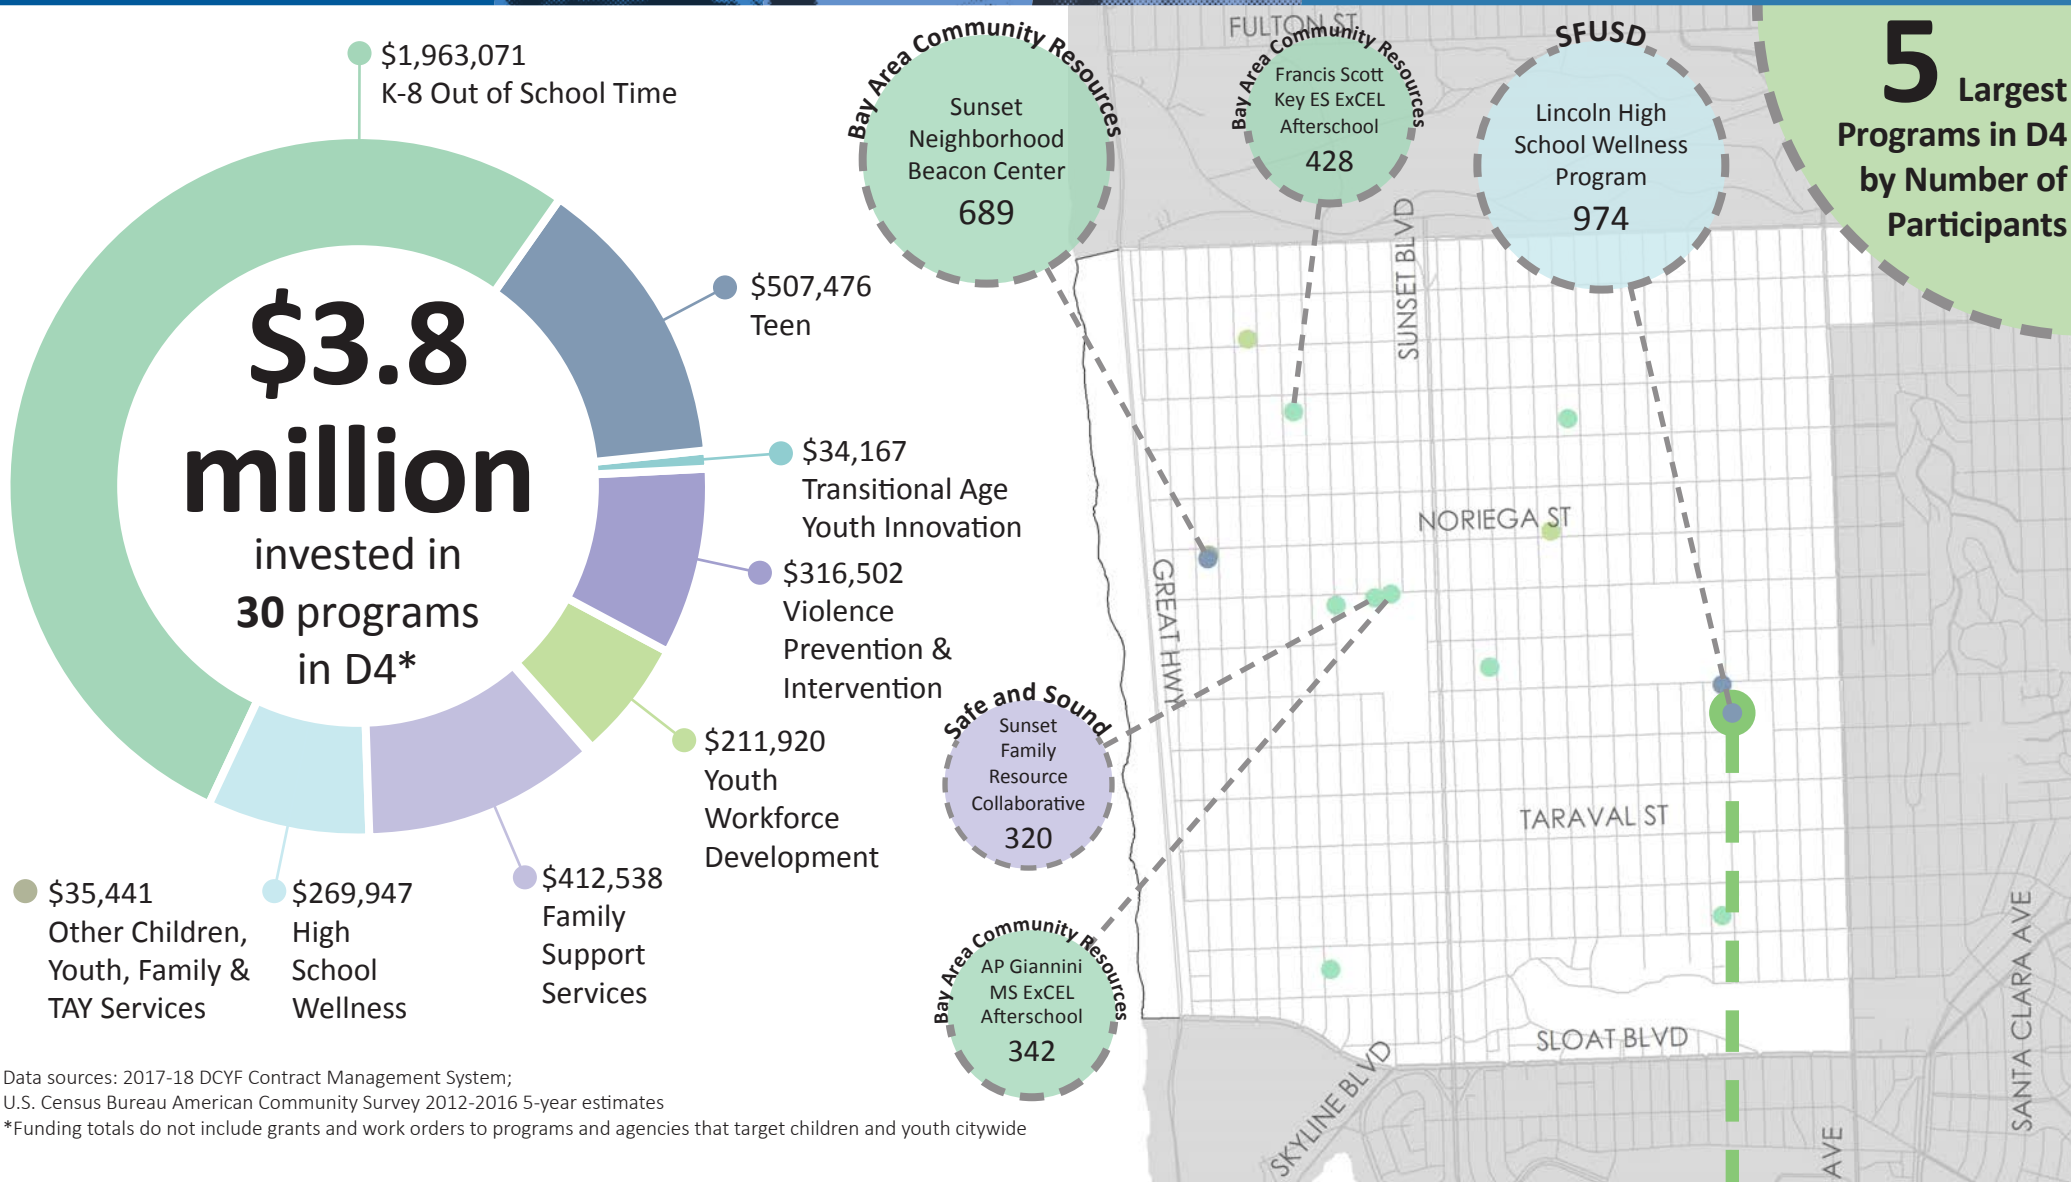 $1,963,071
K-8 Out of School Time
$507,476
Teen
$34,167
Transitional Age
Youth Innovation
$316,502
Violence
Prevention &
Intervention
$211,920
Youth
Workforce
Development
$412,538
Family
Support
Services
$269,947
High
School
Wellness
$35,441
Other Children,
Youth, Family &
TAY Services
$3.8
million
invested in
30 programs
in D4*
Bay Area Community Resources
Sunset
Neighborhood
Beacon Center
689
Bay Area Community Resources
Francis Scott
Key ES ExCEL
Afterschool
428
SFUSD
Lincoln High
School Wellness
Program
974
5 Largest
Programs in D4
by Number of
Participants
Safe and Sound
Sunset
Family
Resource
Collaborative
320
Bay Area Community Resources
AP Giannini
MS ExCEL
Afterschool
342
FULTON ST
SUNSET BLVD
NORIEGA ST
GREAT HWY
TARAVAL ST
SLOAT BLVD
SKYLINE BLVD
SANTA CLARA AVE
AVE
Data sources: 2017-18 DCYF Contract Management System;
U.S. Census Bureau American Community Survey 2012-2016 5-year estimates
*Funding totals do not include grants and work orders to programs and agencies that target children and youth citywide